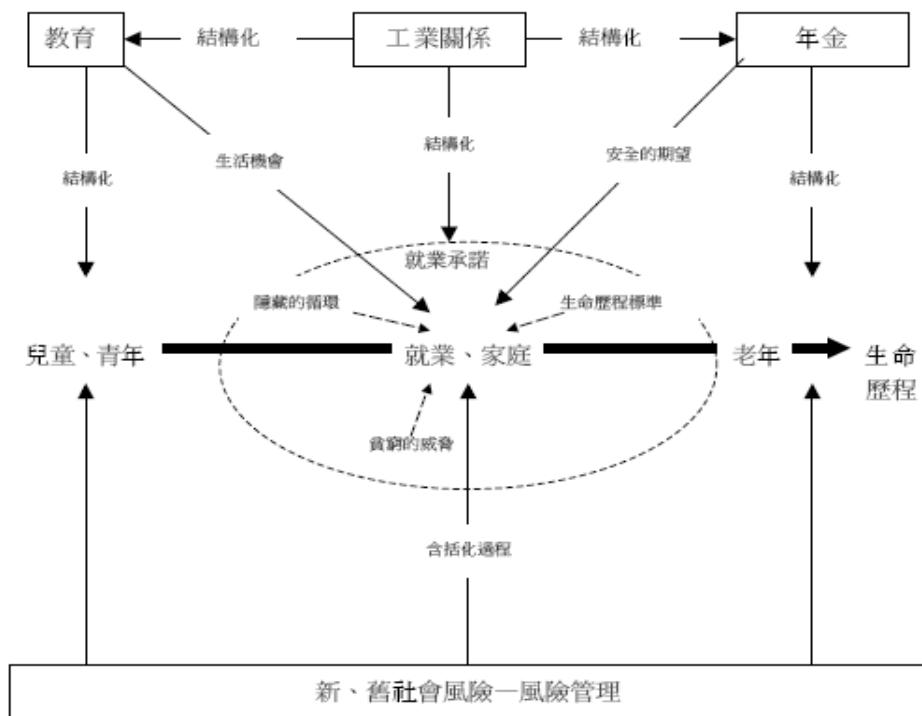 教育
結構化
工業關係
結構化
年金
結構化
生活機會
安全的期望
結構化
結構化
就業承諾
隱藏的循環
生命歷程標準
兒童、青年
就業、家庭
老年
生命
歷程
貧窮的威脅
含括化過程
新、舊社會風險—風險管理